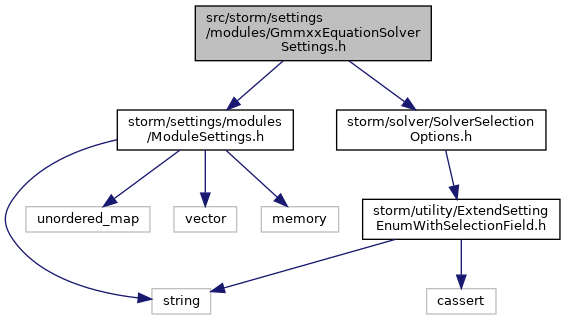 src/storm/settings
/modules/GmmxxEquationSolver
Settings.h
storm/settings/modules
/ModuleSettings.h
storm/solver/SolverSelection
Options.h
unordered_map
vector
memory
storm/utility/ExtendSetting
EnumWithSelectionField.h
string
cassert